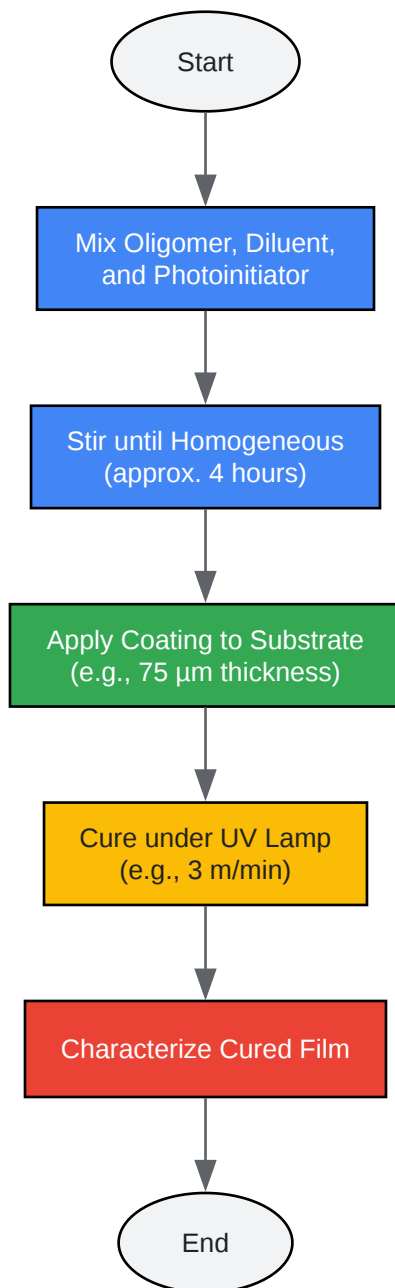 Start
Mix Oligomer, Diluent,
and Photoinitiator
Stir until Homogeneous
(approx. 4 hours)
Apply Coating to Substrate
(e.g., 75 µm thickness)
Cure under UV Lamp
(e.g., 3 m/min)
Characterize Cured Film
End